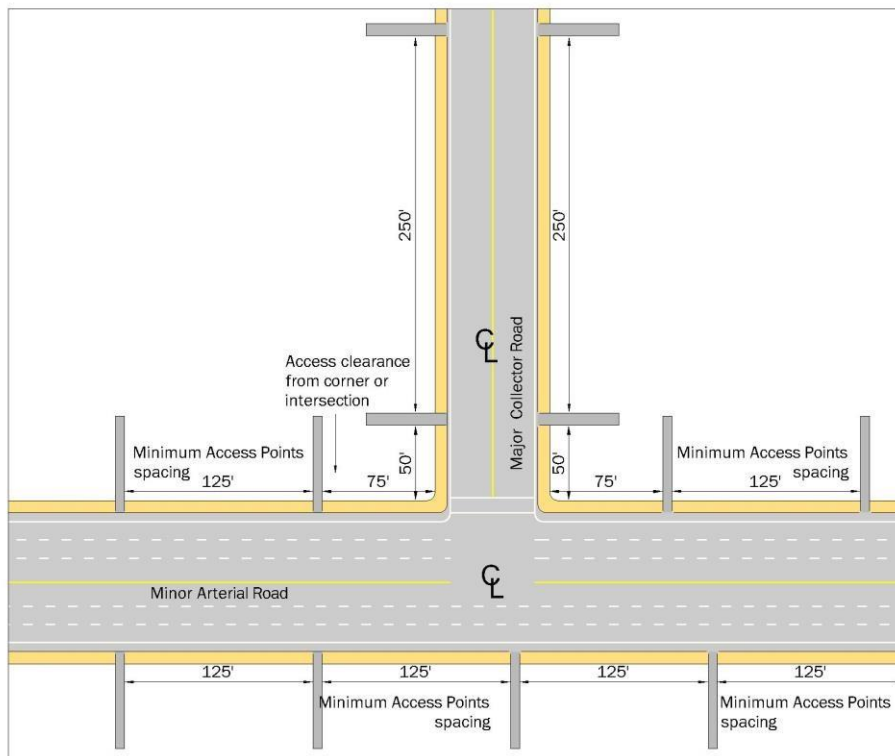 250'
250'
℄
Major Collector Road
Access clearance
from corner or
intersection
Minimum Access Points
spacing
125'
75'
50'
50'
75'
Minimum Access Points
spacing
125'
℄
Minor Arterial Road
125'
125'
125'
125'
Minimum Access Points
spacing
Minimum Access Points
spacing